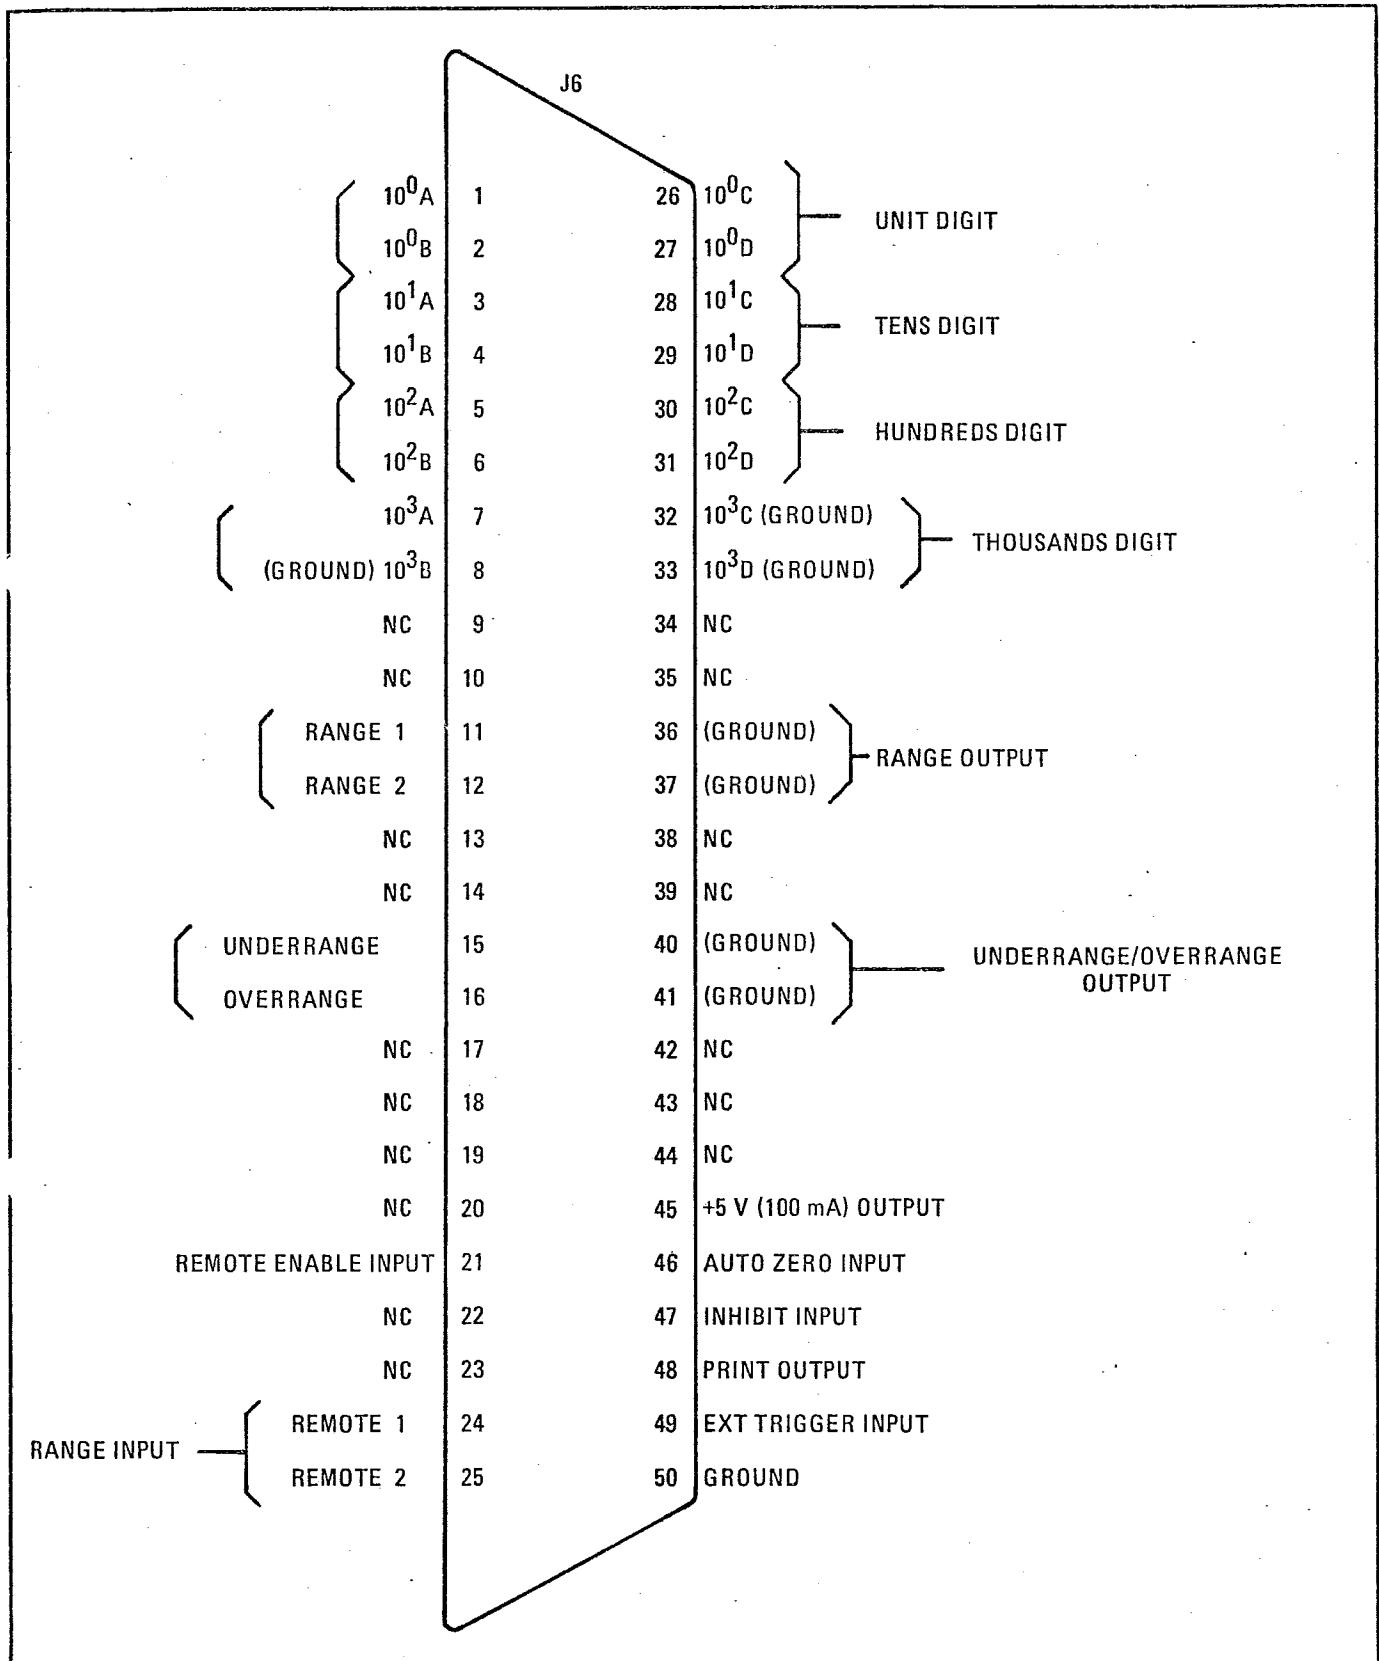 J6
10⁰A 1 26 10⁰C
UNIT DIGIT
10⁰B 2 27 10⁰D
10¹A 3 28 10¹C
TENS DIGIT
10¹B 4 29 10¹D
10²A 5 30 10²C
HUNDREDS DIGIT
10²B 6 31 10²D
10³A 7 32 10³C (GROUND)
THOUSANDS DIGIT
(GROUND) 10³B 8 33 10³D (GROUND)
NC 9 34 NC
NC 10 35 NC
RANGE 1 11 36 (GROUND)
RANGE OUTPUT
RANGE 2 12 37 (GROUND)
NC 13 38 NC
NC 14 39 NC
UNDERRANGE 15 40 (GROUND)
UNDERRANGE/OVERRANGE
OUTPUT
OVERRANGE 16 41 (GROUND)
NC 17 42 NC
NC 18 43 NC
NC 19 44 NC
NC 20 45 +5 V (100 mA) OUTPUT
REMOTE ENABLE INPUT 21 46 AUTO ZERO INPUT
NC 22 47 INHIBIT INPUT
NC 23 48 PRINT OUTPUT
REMOTE 1 24 49 EXT TRIGGER INPUT
RANGE INPUT
REMOTE 2 25 50 GROUND